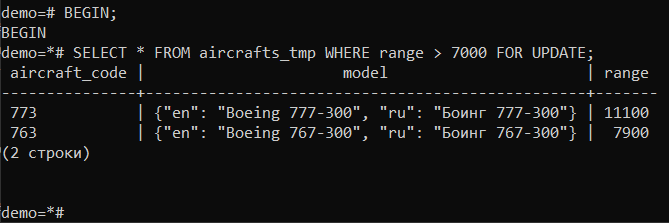 demo=# BEGIN;
BEGIN
demo=*# SELECT * FROM aircrafts_tmp WHERE range > 7000 FOR UPDATE;
 aircraft_code |                   model                    | range
---------------+--------------------------------------------+-------
 773           | {"en": "Boeing 777-300", "ru": "Боинг 777-300"} | 11100
 763           | {"en": "Boeing 767-300", "ru": "Боинг 767-300"} |  7900
(2 строки)
demo=*#